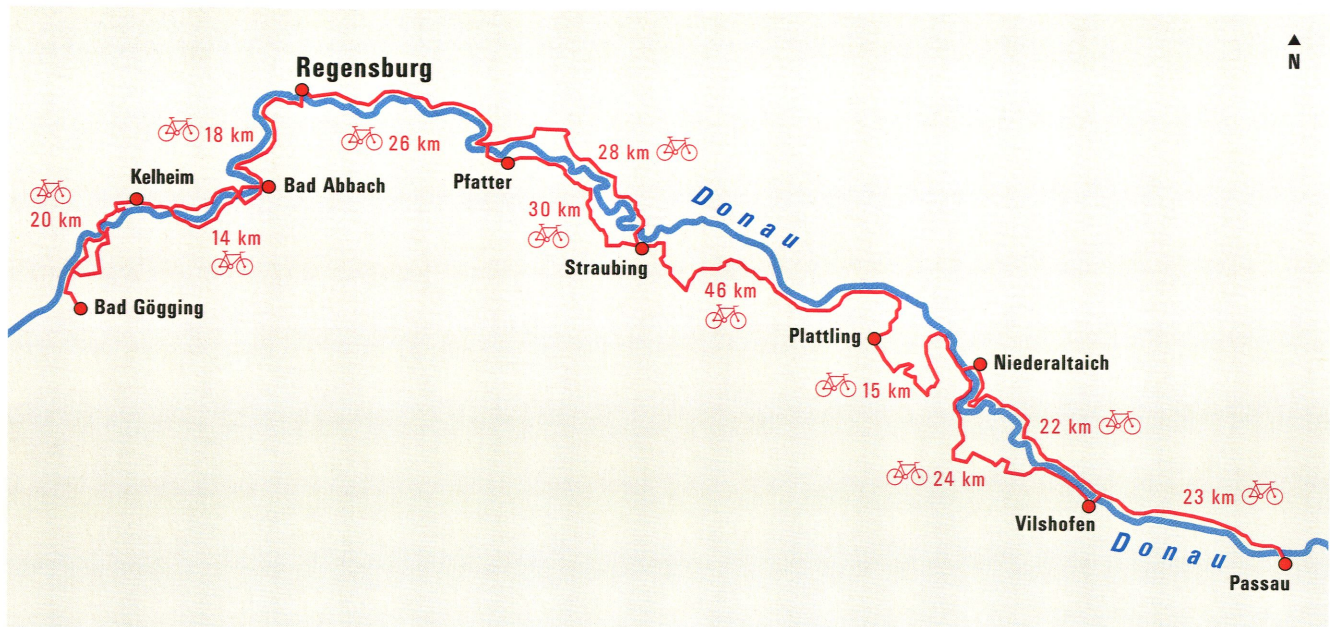 N
Regensburg
18 km
26 km
28 km
Kelheim
Bad Abbach
Pfatter
20 km
14 km
30 km
Donau
Straubing
Bad Gögging
46 km
Plattling
Niederaltaich
15 km
22 km
24 km
23 km
Vilshofen
Donau
Passau